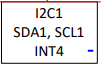 I2C1
SDA1, SCL1
INT4 -